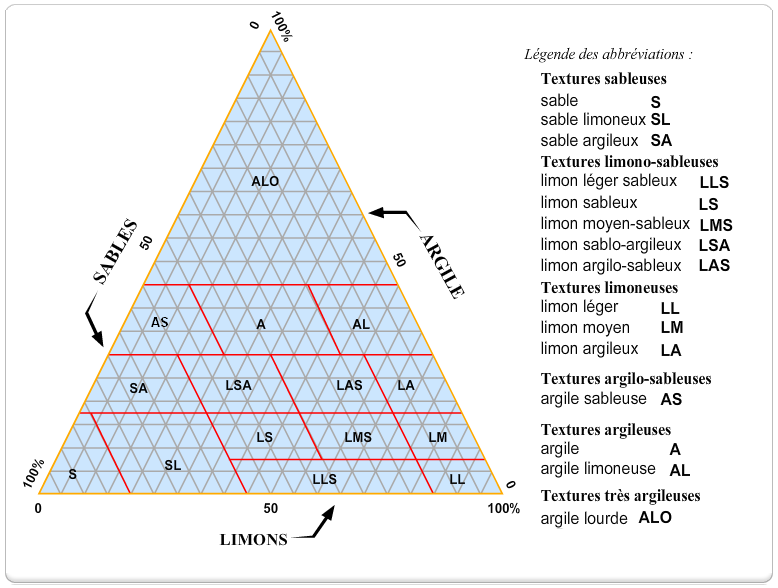 0
100%
ALO
50
SABLES
50
ARGILE
AS
A
AL
SA
LSA
LAS
LA
LS
LMS
LM
100%
S
SL
LLS
LL
0
0
50
100%
LIMONS
Légende des abbréviations :
Textures sableuses
sable S
sable limoneux SL
sable argileux SA
Textures limono-sableuses
limon léger sableux LLS
limon sableux LS
limon moyen-sableux LMS
limon sablo-argileux LSA
limon argilo-sableux LAS
Textures limoneuses
limon léger LL
limon moyen LM
limon argileux LA
Textures argilo-sableuses
argile sableuse AS
Textures argileuses
argile A
argile limoneuse AL
Textures très argileuses
argile lourde ALO